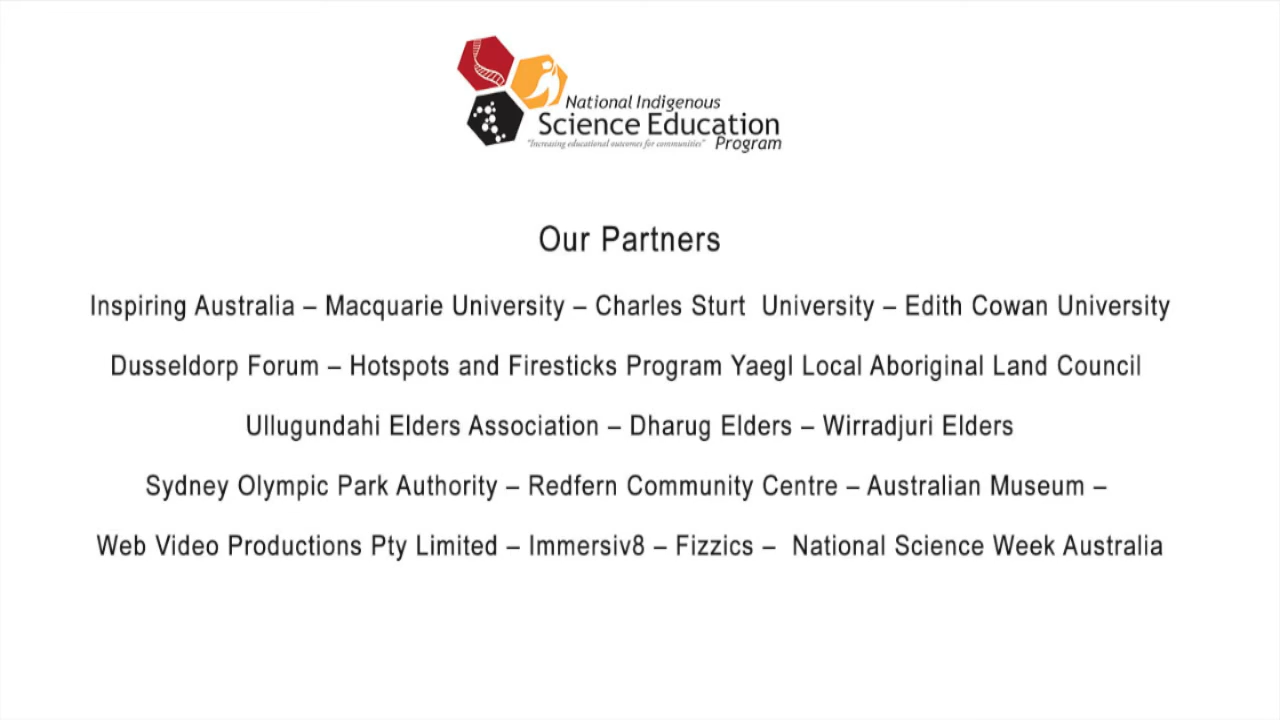 National Indigenous
Science Education
"Increasing educational outcomes for communities" Program
Our Partners
Inspiring Australia – Macquarie University – Charles Sturt University – Edith Cowan University
Dusseldorp Forum – Hotspots and Firesticks Program Yaegl Local Aboriginal Land Council
Ullugundahi Elders Association – Dharug Elders – Wirradjuri Elders
Sydney Olympic Park Authority – Redfern Community Centre – Australian Museum –
Web Video Productions Pty Limited – Immersiv8 – Fizzics – National Science Week Australia